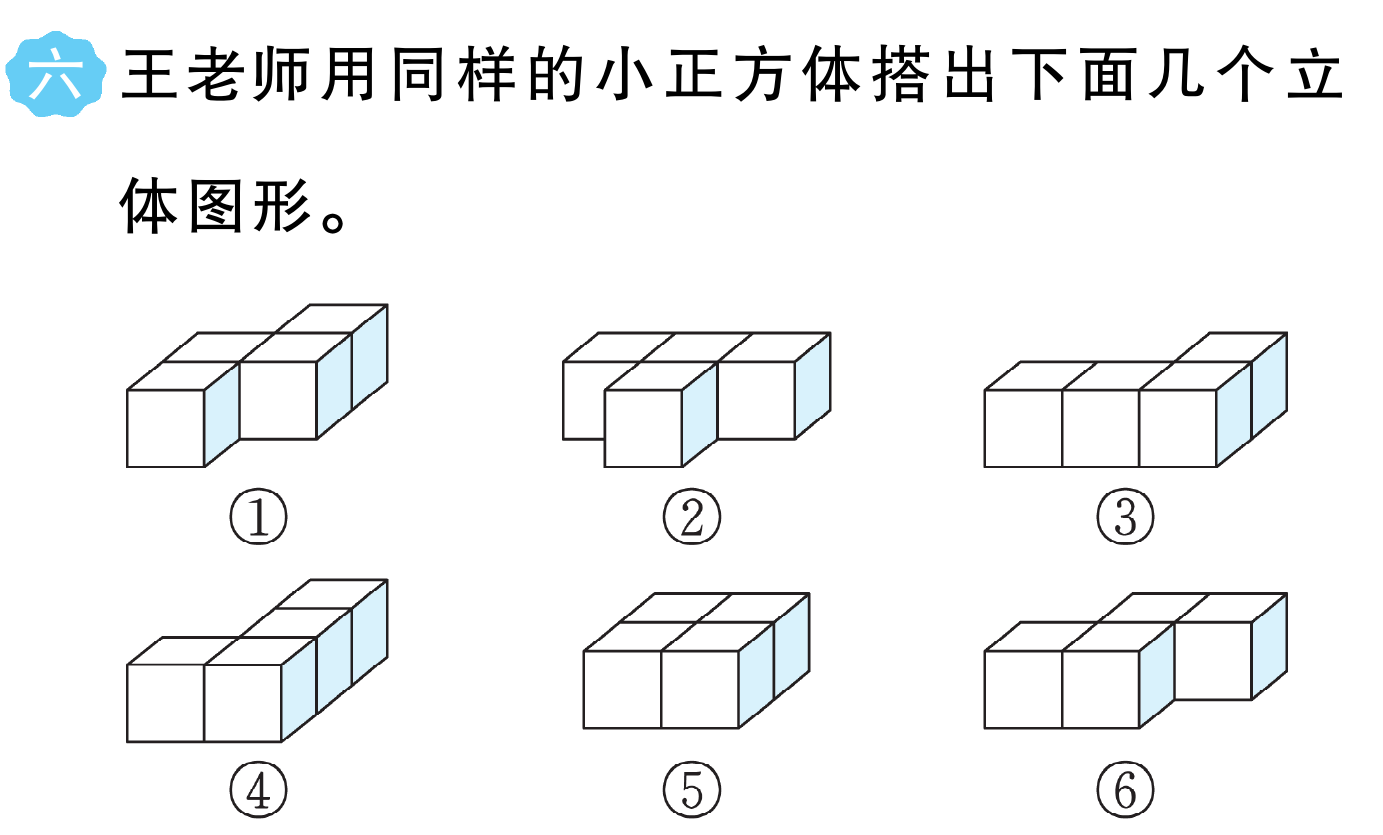 六 王老师用同样的小正方体搭出下面几个立
体图形。
① ② ③
④ ⑤ ⑥